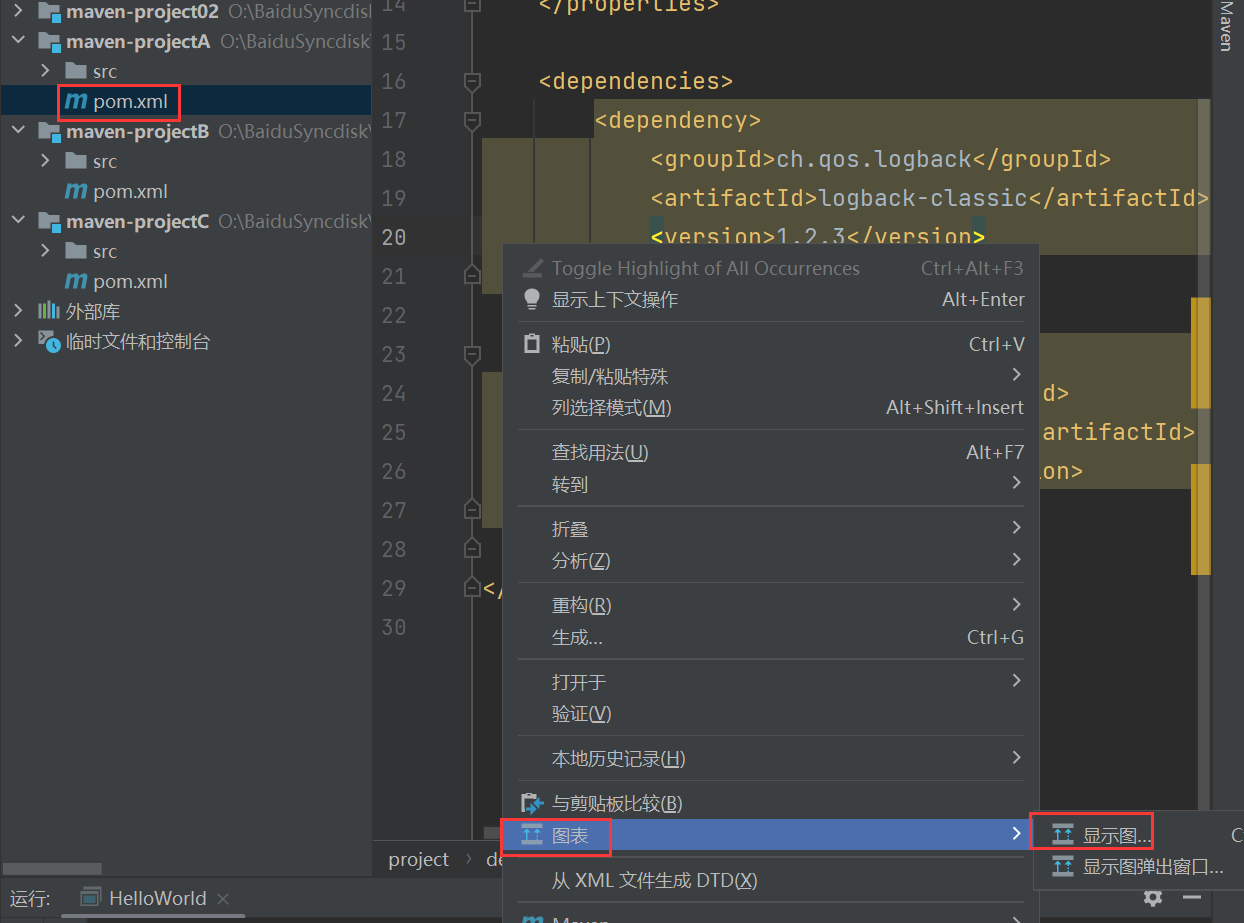 maven-project02 O:\BaiduSyncdisk
maven-projectA O:\BaiduSyncdisk
src
pom.xml
maven-projectB O:\BaiduSyncdisk\
src
pom.xml
maven-projectC O:\BaiduSyncdisk\
src
pom.xml
外部库
临时文件和控制台
14 </properties>
15
16 <dependencies>
17 <dependency>
18 <groupId>ch.qos.logback</groupId>
19 <artifactId>logback-classic</artifactId>
20 <version>1.2.3</version>
21
22
23
24 d>
25 artifactId>
26 on>
27
28
29 </
30
Toggle Highlight of All Occurrences Ctrl+Alt+F3
显示上下文操作 Alt+Enter
粘贴(P) Ctrl+V
复制/粘贴特殊
列选择模式(M) Alt+Shift+Insert
查找用法(U) Alt+F7
转到
折叠
分析(Z)
重构(R)
生成... Ctrl+G
打开于
验证(V)
本地历史记录(H)
与剪贴板比较(B)
图表
从 XML 文件生成 DTD(X)
Maven
显示图... C
显示图弹出窗口...
project › de
运行: HelloWorld
Maven